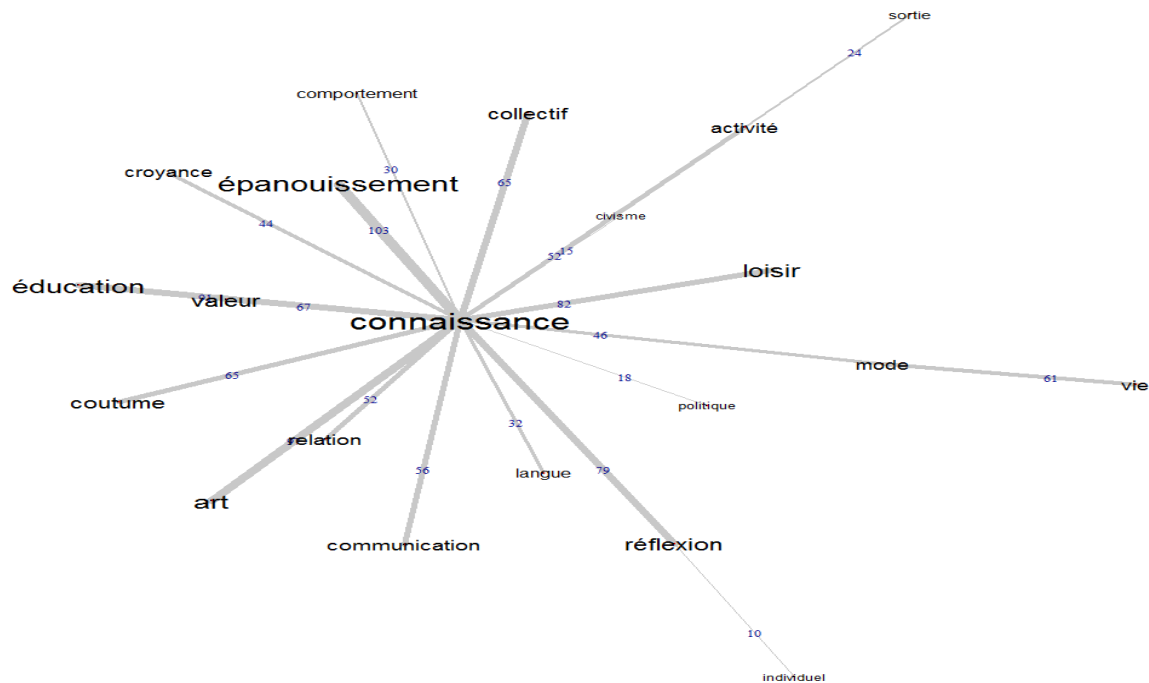 sortie
24
comportement
collectif
activité
croyance
30
épanouissement
65
civisme
44
103
52
15
loisir
éducation
valeur
67
82
connaissance
46
mode
61
vie
65
18
coutume
52
politique
relation
32
79
langue
56
art
communication
réflexion
10
individuel